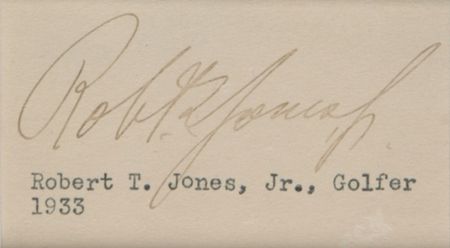 Robt. T. Jones, Jr.
Robert T. Jones, Jr., Golfer
1933